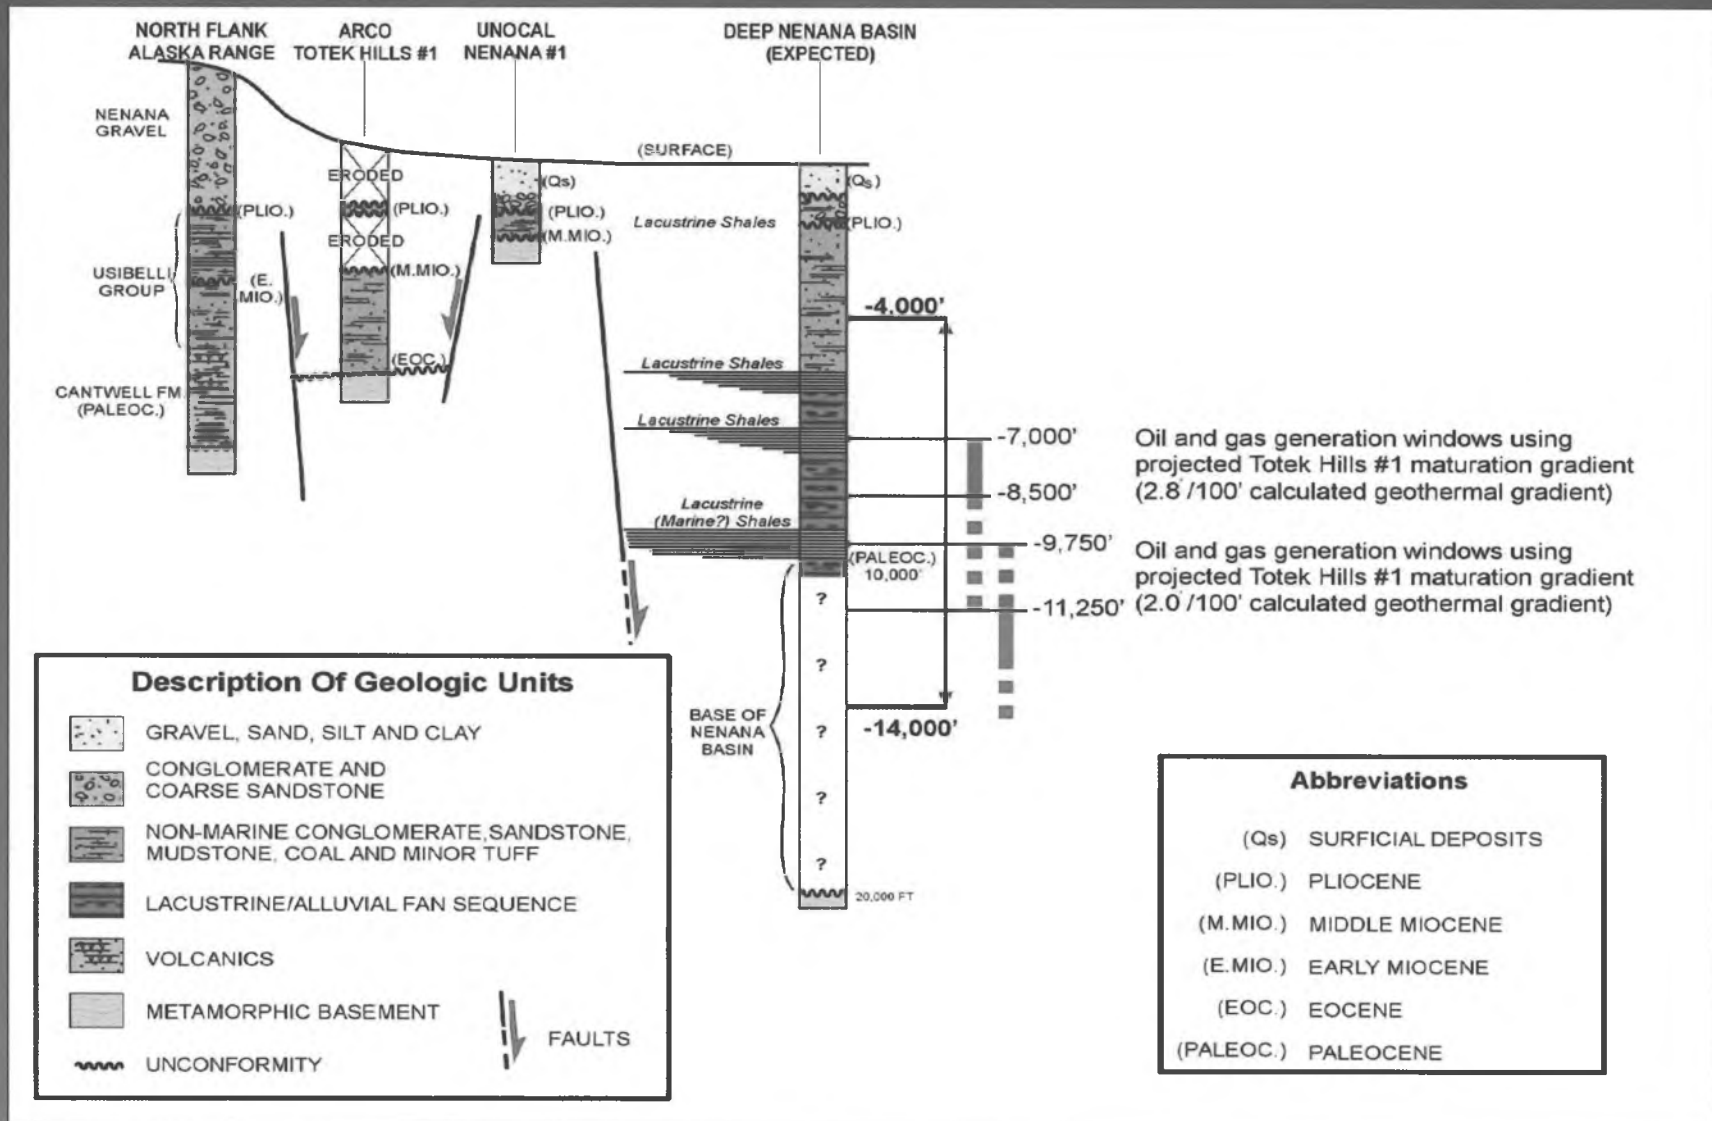 NORTH FLANK
ALASKA RANGE
ARCO
TOTEK HILLS #1
UNOCAL
NENANA #1
DEEP NENANA BASIN
(EXPECTED)
NENANA
GRAVEL
(SURFACE)
ERODED
(Qs)
(Qs)
(PLIO.)
(PLIO.)
(PLIO.)
Lacustrine Shales
(PLIO.)
ERODED
(M.MIO.)
USIBELLI
GROUP
(E.
MIO.)
(M.MIO.)
-4,000'
(EOC.)
Lacustrine Shales
CANTWELL FM.
(PALEOC.)
Lacustrine Shales
-7,000'
Oil and gas generation windows using
projected Totek Hills #1 maturation gradient
(2.8°/100' calculated geothermal gradient)
-8,500'
Lacustrine
(Marine?) Shales
-9,750'
(PALEOC.)
10,000'
Oil and gas generation windows using
projected Totek Hills #1 maturation gradient
(2.0°/100' calculated geothermal gradient)
?
-11,250'
?
BASE OF
NENANA
BASIN
?
-14,000'
?
?
20,000 FT
Description Of Geologic Units
GRAVEL, SAND, SILT AND CLAY
CONGLOMERATE AND
COARSE SANDSTONE
NON-MARINE CONGLOMERATE, SANDSTONE,
MUDSTONE, COAL AND MINOR TUFF
LACUSTRINE/ALLUVIAL FAN SEQUENCE
VOLCANICS
METAMORPHIC BASEMENT
UNCONFORMITY
FAULTS
Abbreviations
(Qs) SURFICIAL DEPOSITS
(PLIO.) PLIOCENE
(M.MIO.) MIDDLE MIOCENE
(E.MIO.) EARLY MIOCENE
(EOC.) EOCENE
(PALEOC.) PALEOCENE